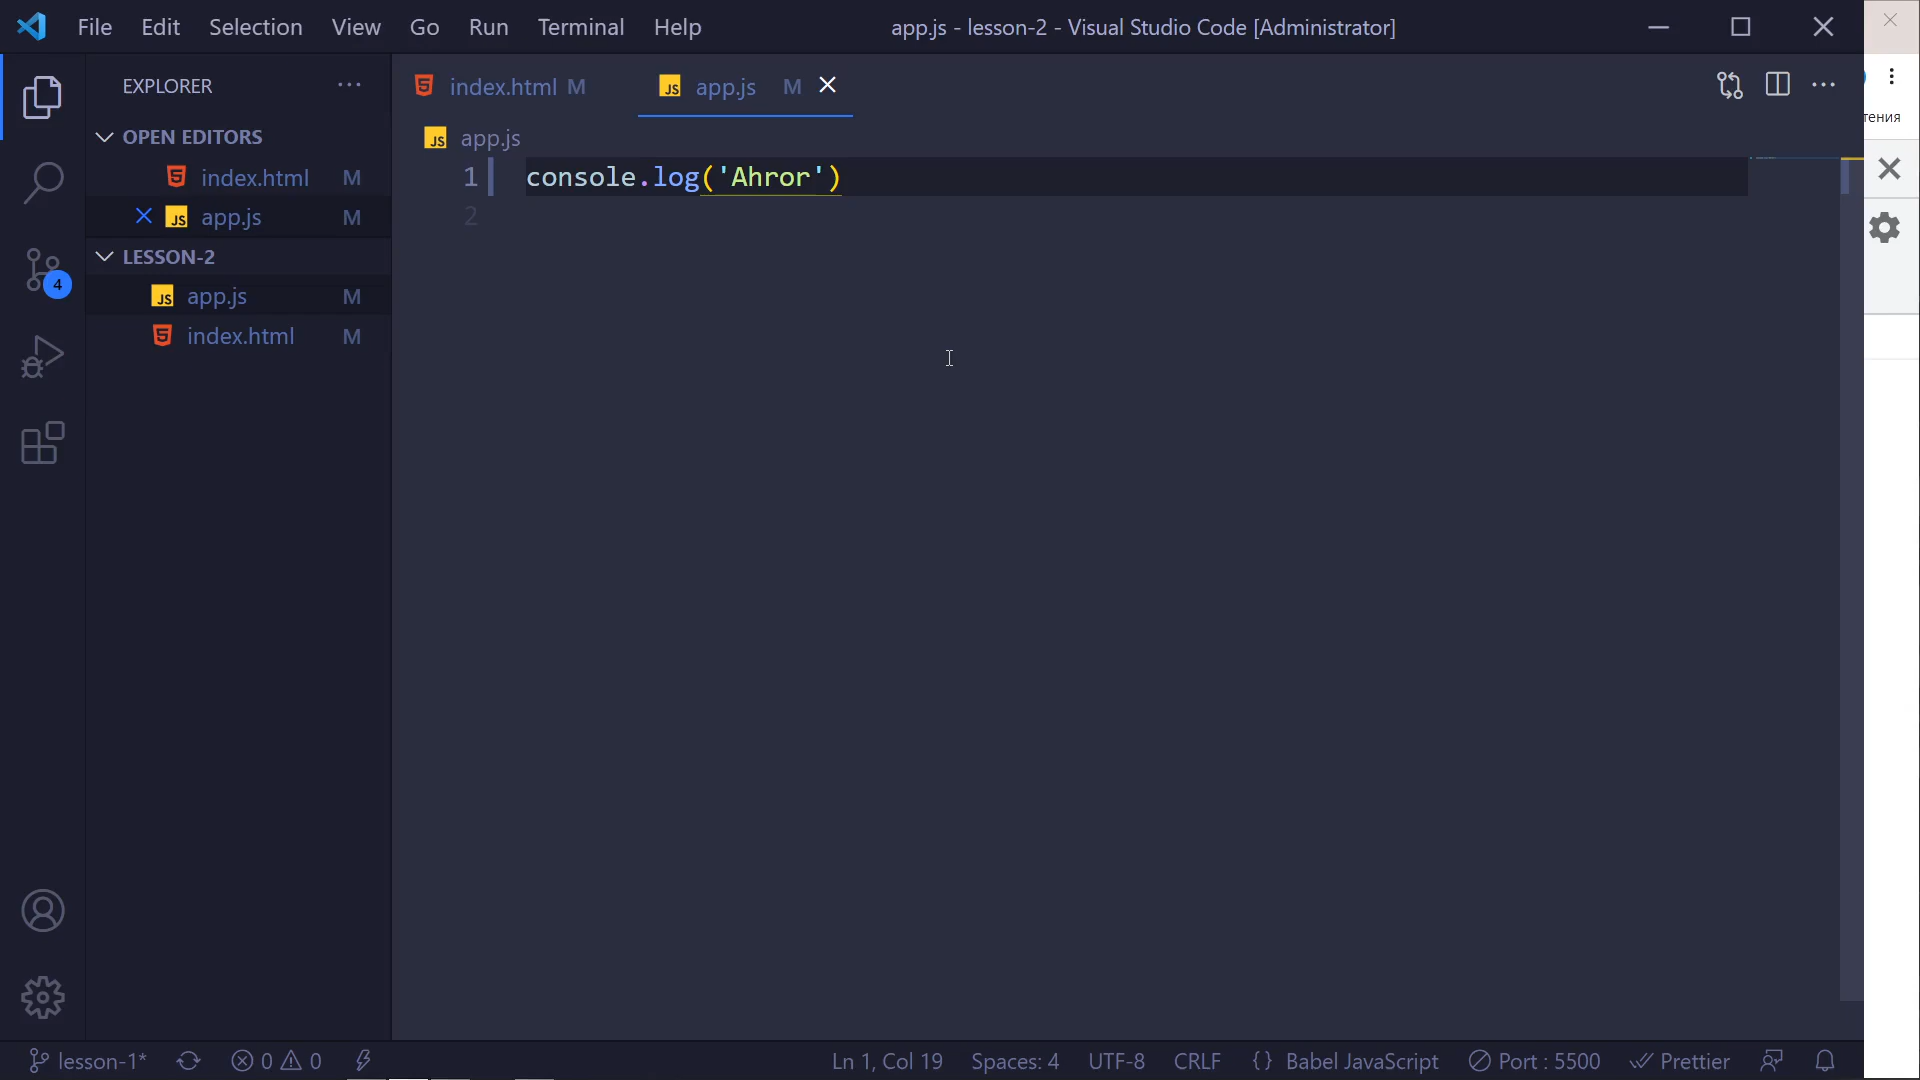 File Edit Selection View Go Run Terminal Help app.js - lesson-2 - Visual Studio Code [Administrator]
EXPLORER
OPEN EDITORS
index.html M
app.js M
LESSON-2
app.js M
index.html M
4
index.html M app.js M
app.js
1 console.log('Ahror')
2
тения
lesson-1* 0 0 Ln 1, Col 19 Spaces: 4 UTF-8 CRLF {} Babel JavaScript Port : 5500 Prettier